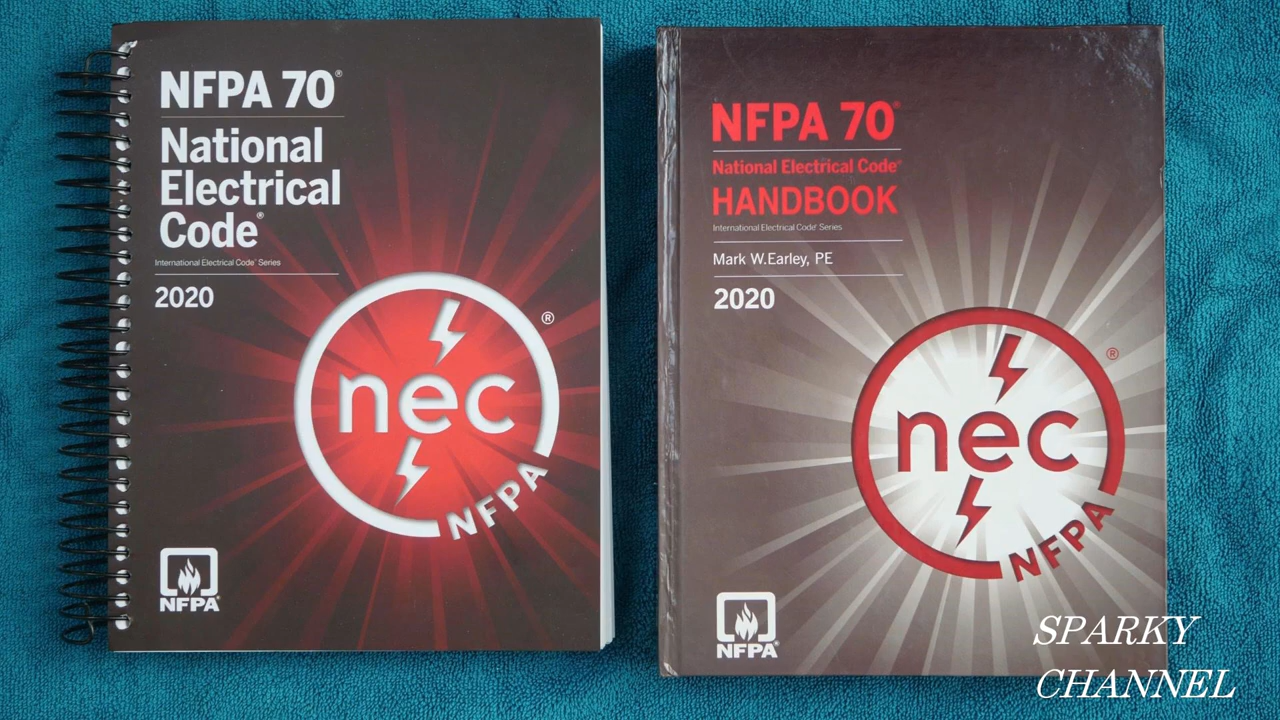 NFPA 70®
National
Electrical
Code®
International Electrical Code® Series
2020
nec
®
NFPA
NFPA®
NFPA 70®
National Electrical Code®
HANDBOOK
International Electrical Code® Series
Mark W.Earley, PE
2020
nec
®
NFPA
NFPA®
SPARKY
CHANNEL